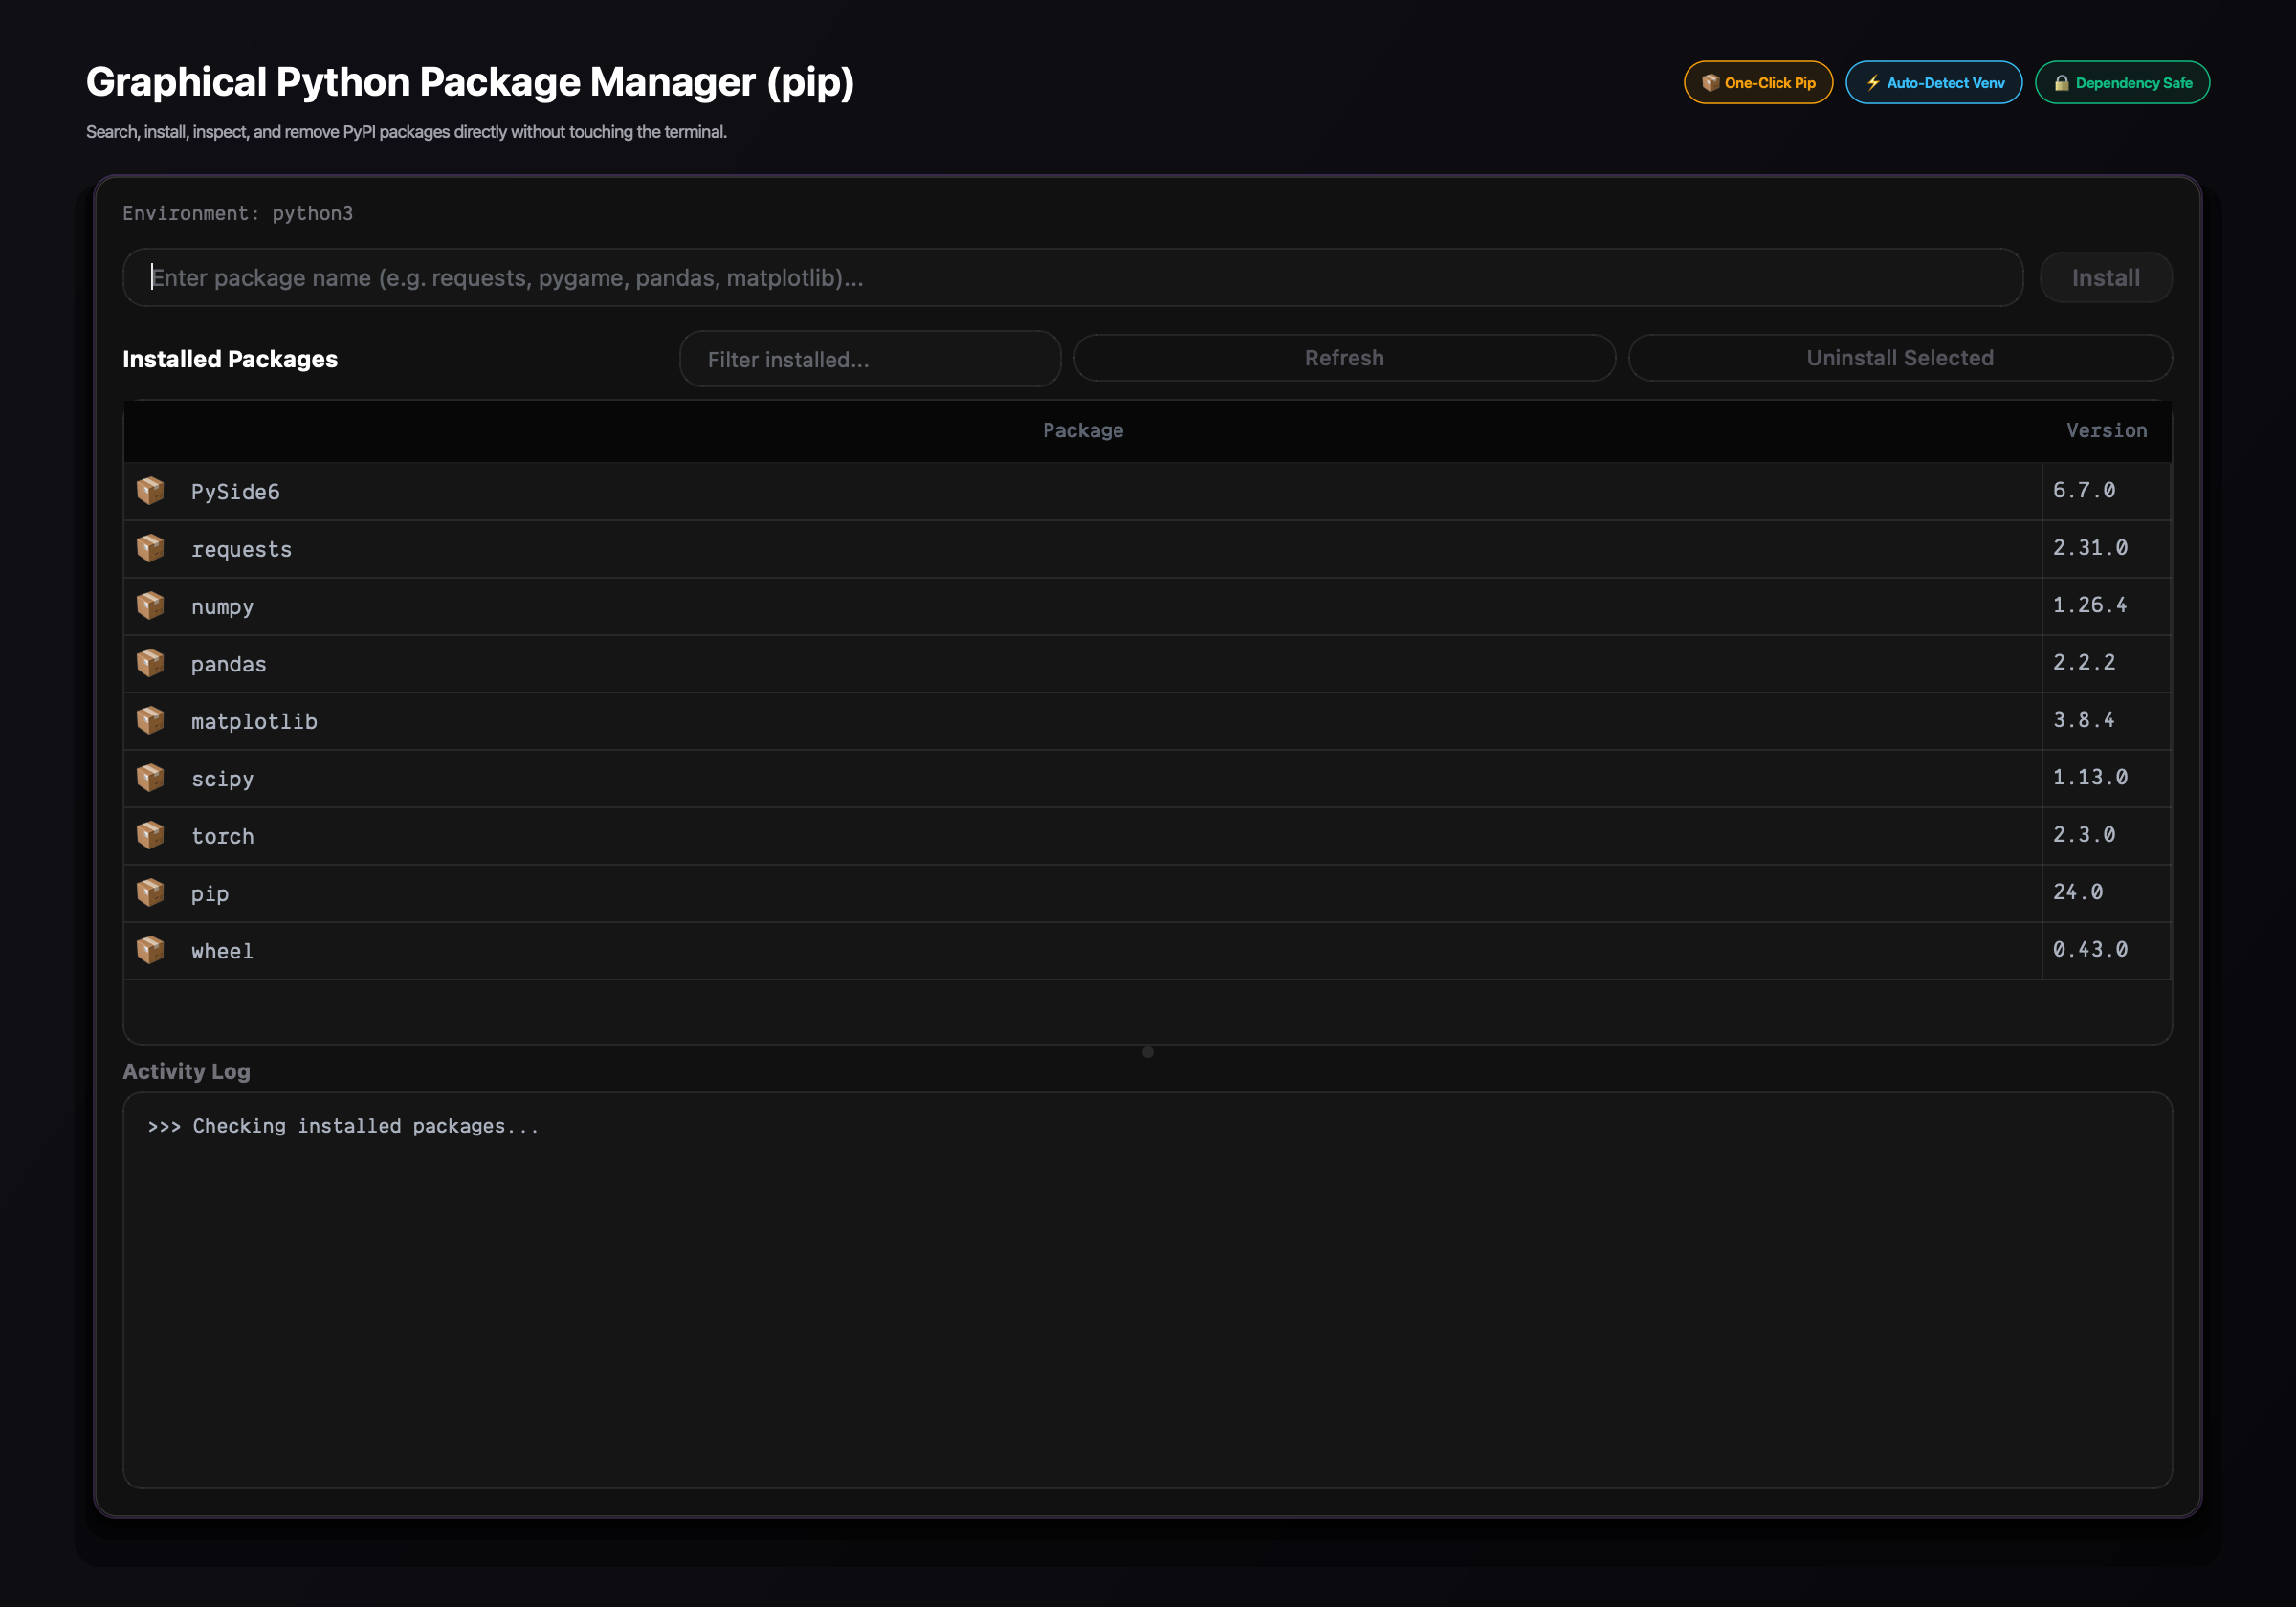 Graphical Python Package Manager (pip)
📦 One-Click Pip
⚡ Auto-Detect Venv
🔒 Dependency Safe
Search, install, inspect, and remove PyPI packages directly without touching the terminal.
Environment: python3
Enter package name (e.g. requests, pygame, pandas, matplotlib)...
Install
Installed Packages
Filter installed...
Refresh
Uninstall Selected
Package Version
📦 PySide6 6.7.0
📦 requests 2.31.0
📦 numpy 1.26.4
📦 pandas 2.2.2
📦 matplotlib 3.8.4
📦 scipy 1.13.0
📦 torch 2.3.0
📦 pip 24.0
📦 wheel 0.43.0
Activity Log
>>> Checking installed packages...